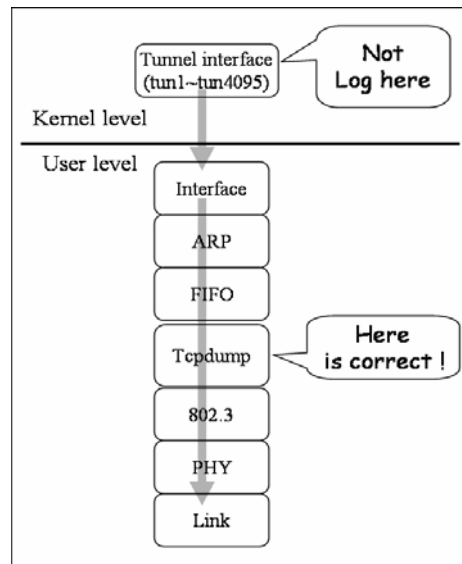 Tunnel interface
(tun1~tun4095)
Not
Log here
Kernel level
User level
Interface
ARP
FIFO
Tcpdump
Here
is correct !
802.3
PHY
Link